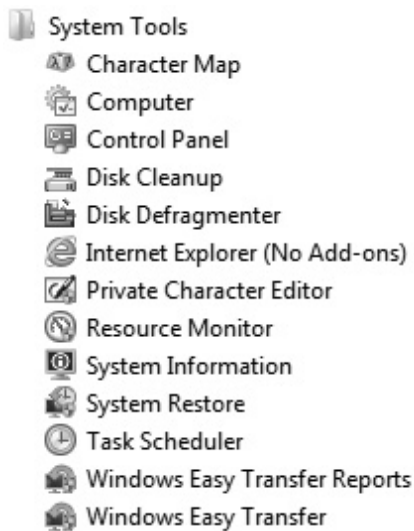 System Tools
Character Map
Computer
Control Panel
Disk Cleanup
Disk Defragmenter
Internet Explorer (No Add-ons)
Private Character Editor
Resource Monitor
System Information
System Restore
Task Scheduler
Windows Easy Transfer Reports
Windows Easy Transfer